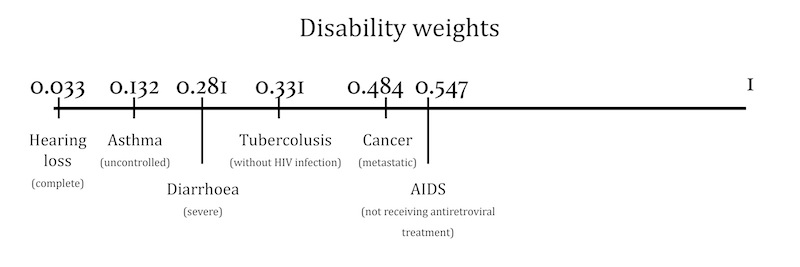 Disability weights
0.033 0.132 0.281 0.331 0.484 0.547 1
Hearing loss
(complete)
Asthma
(uncontrolled)
Diarrhoea
(severe)
Tubercolusis
(without HIV infection)
Cancer
(metastatic)
AIDS
(not receiving antiretroviral
treatment)